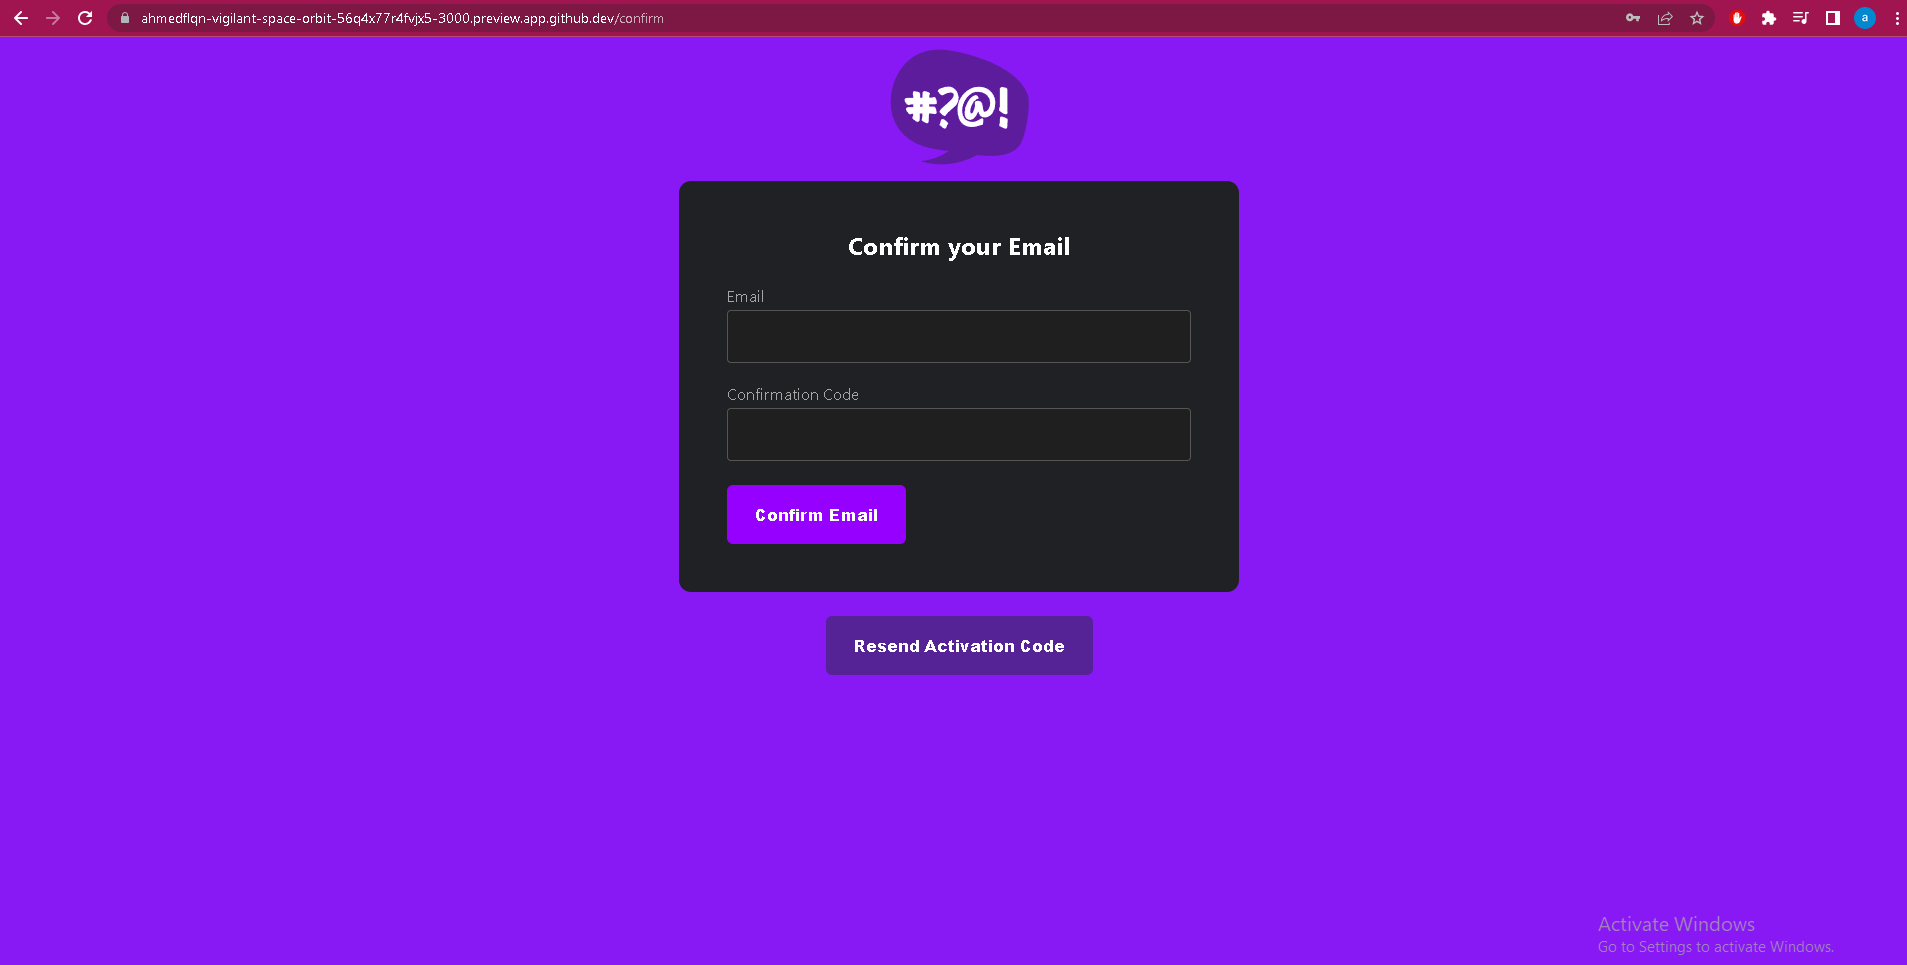 ahmedflqn-vigilant-space-orbit-56q4x77r4fvjx5-3000.preview.app.github.dev/confirm
a
#?@!
Confirm your Email
Email
Confirmation Code
Confirm Email
Resend Activation Code
Activate Windows
Go to Settings to activate Windows.